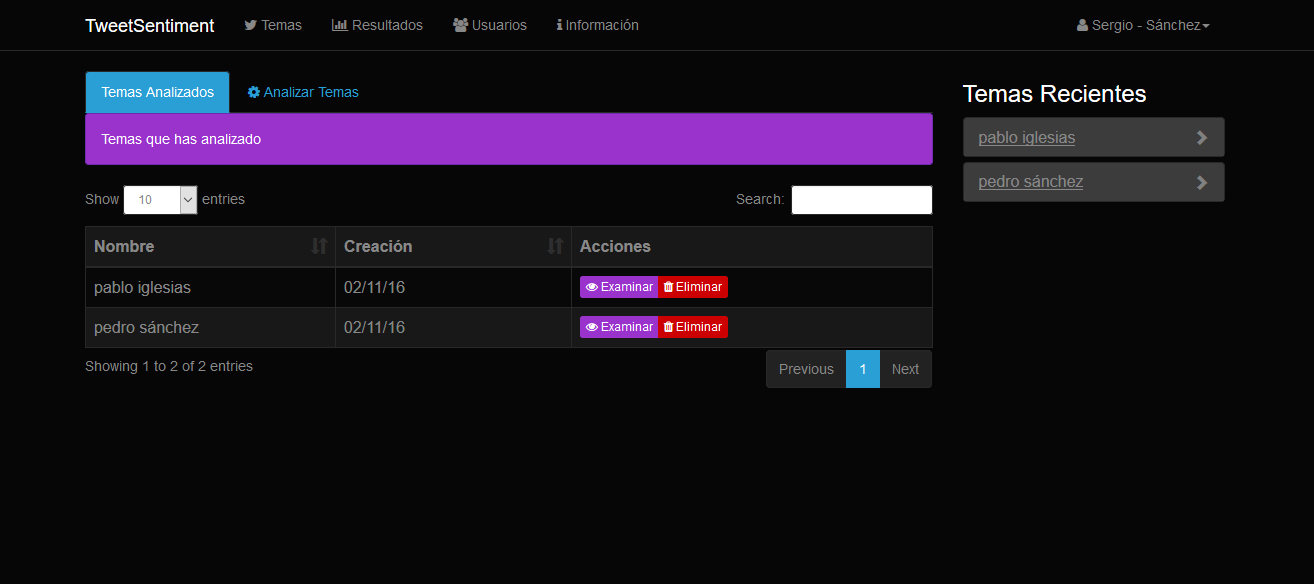 TweetSentiment Temas Resultados Usuarios Información Sergio - Sánchez
Temas Analizados Analizar Temas
Temas que has analizado
Show 10 entries Search:
Nombre Creación Acciones
pablo iglesias 02/11/16 Examinar Eliminar
pedro sánchez 02/11/16 Examinar Eliminar
Showing 1 to 2 of 2 entries Previous 1 Next
Temas Recientes
pablo iglesias
pedro sánchez